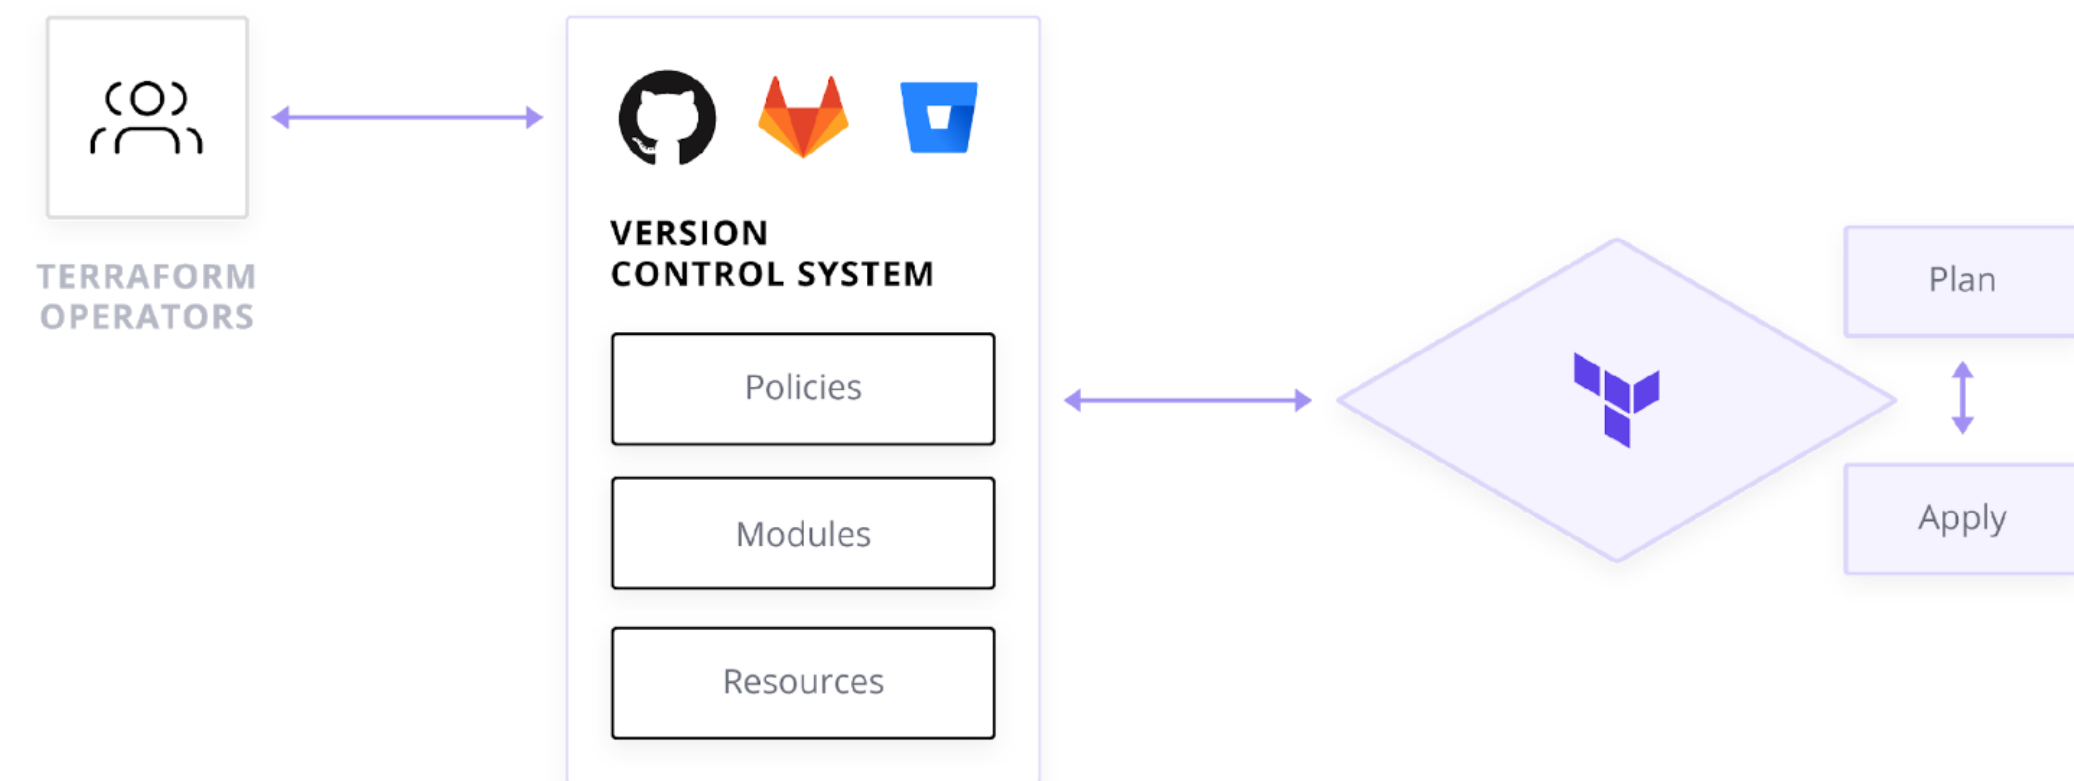 TERRAFORM
OPERATORS
VERSION
CONTROL SYSTEM
Policies
Modules
Resources
Plan
Apply